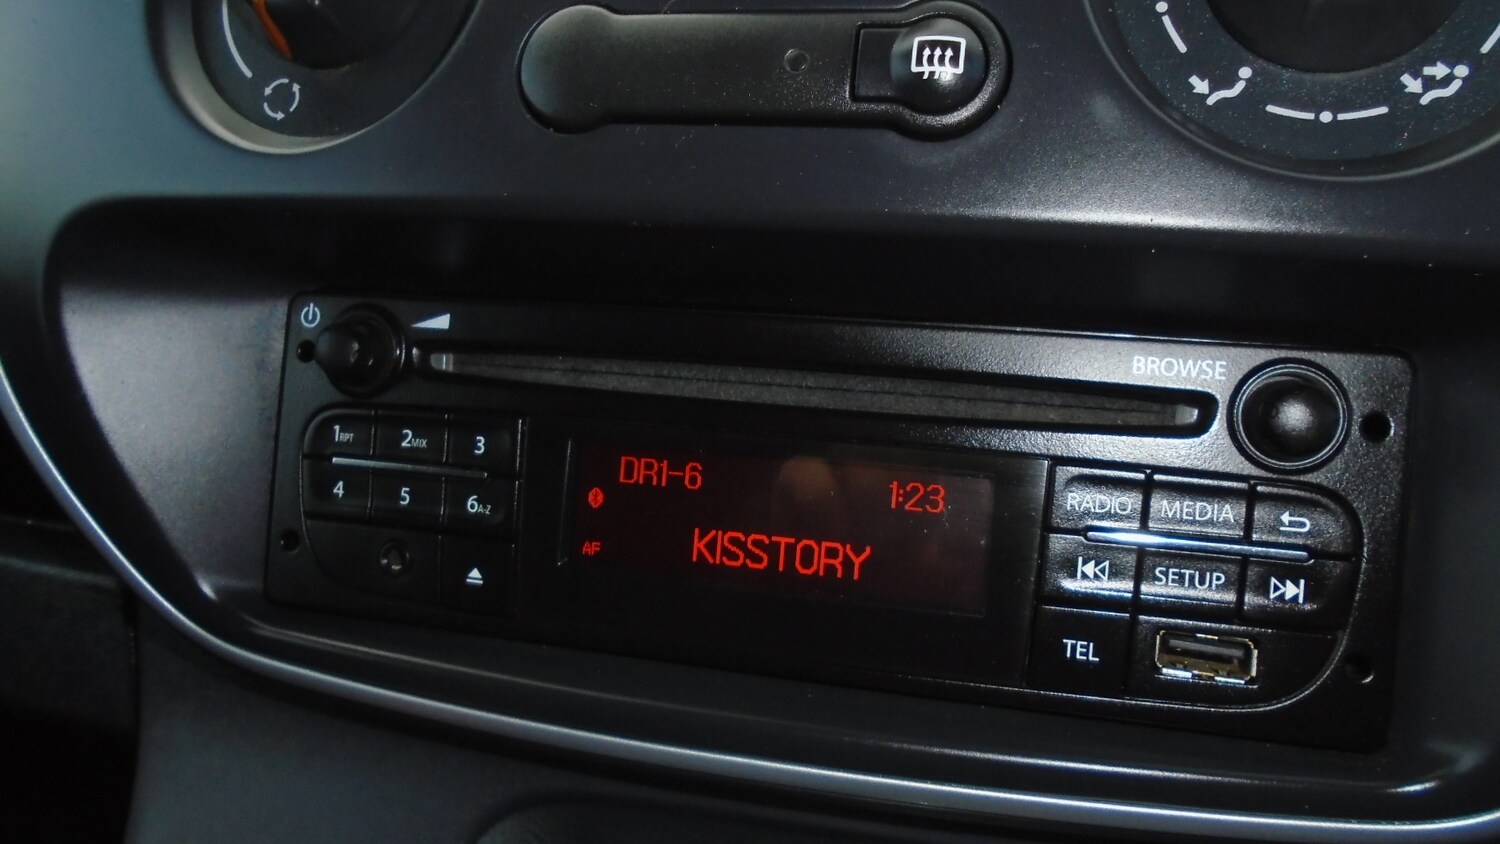 BROWSE
1RPT 2MIX 3
4 5 6A-Z
DR1-6 1:23
AF
KISSTORY
RADIO MEDIA
SETUP
TEL